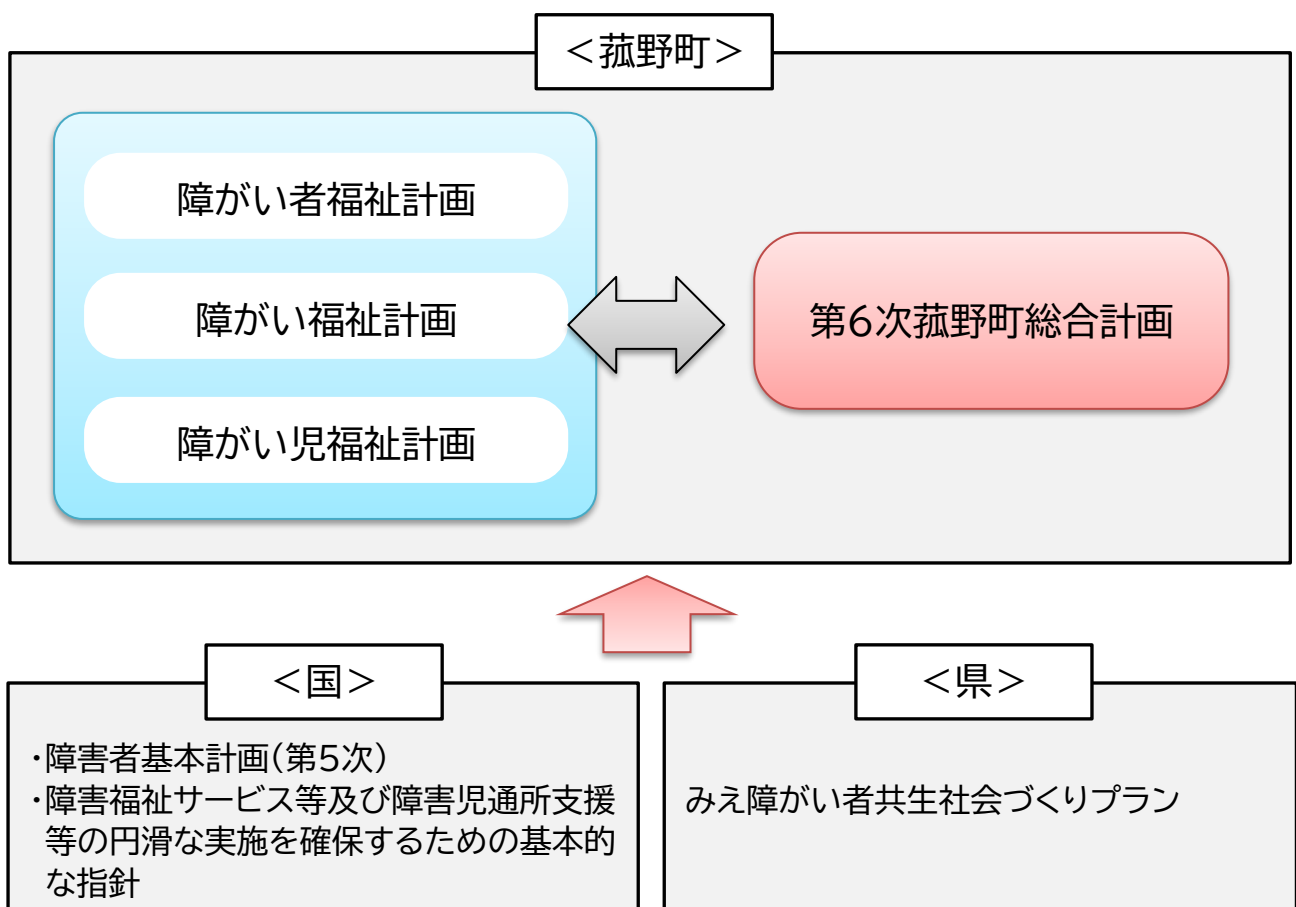 ＜菰野町＞
障がい者福祉計画
障がい福祉計画
障がい児福祉計画
第6次菰野町総合計画
＜国＞
・障害者基本計画（第5次）
・障害福祉サービス等及び障害児通所支援
等の円滑な実施を確保するための基本的
な指針
＜県＞
みえ障がい者共生社会づくりプラン